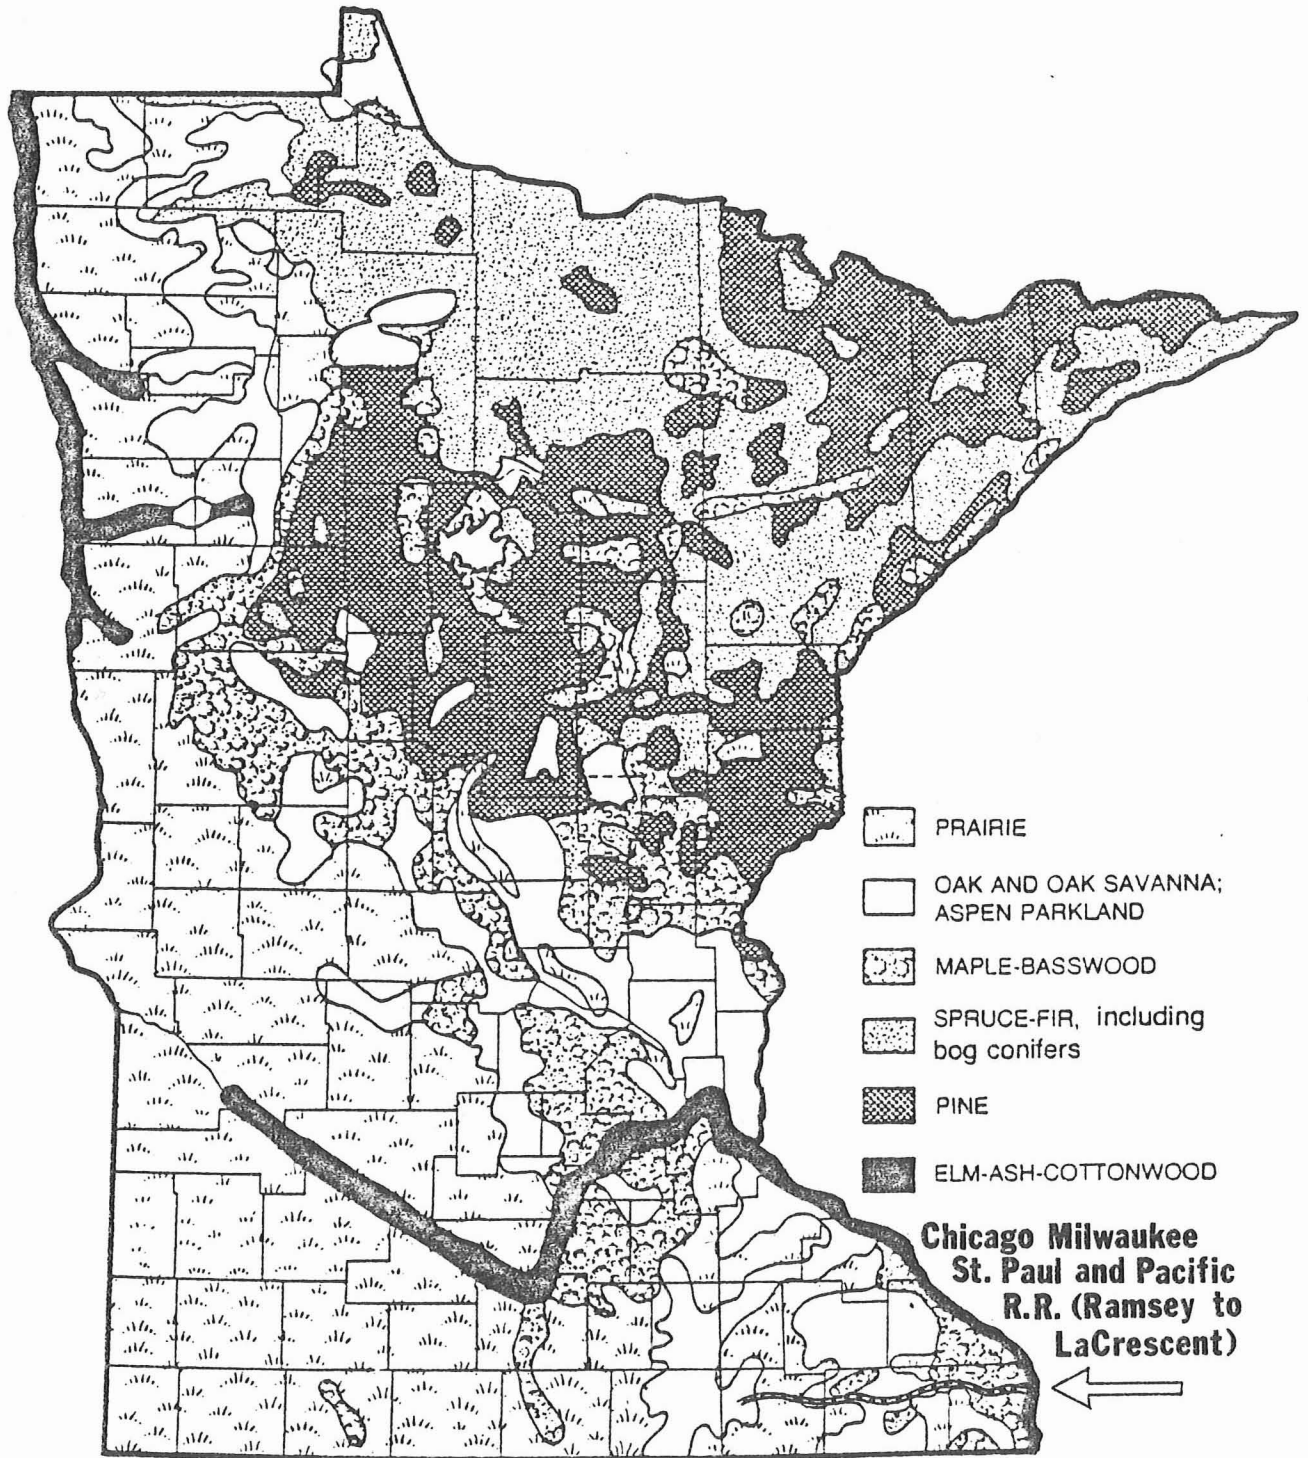 PRAIRIE
OAK AND OAK SAVANNA;
ASPEN PARKLAND
MAPLE-BASSWOOD
SPRUCE-FIR, including
bog conifers
PINE
ELM-ASH-COTTONWOOD
Chicago Milwaukee
St. Paul and Pacific
R.R. (Ramsey to
LaCrescent)